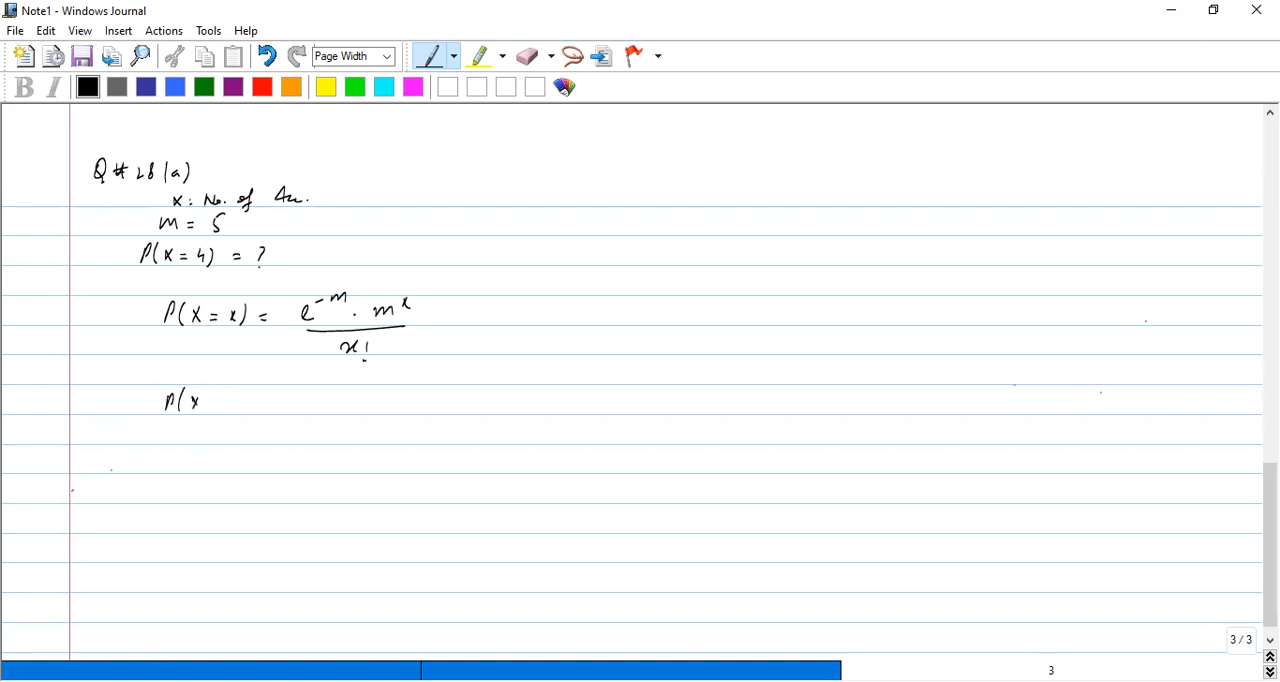 Note1 - Windows Journal
File Edit View Insert Actions Tools Help
Page Width
B I
Q # 28 (a)
x : No. of Acc.
m = 5
P(X = 4) = ?
P(X = x) = e^-m . m^x
x!
P(x
3 / 3
3